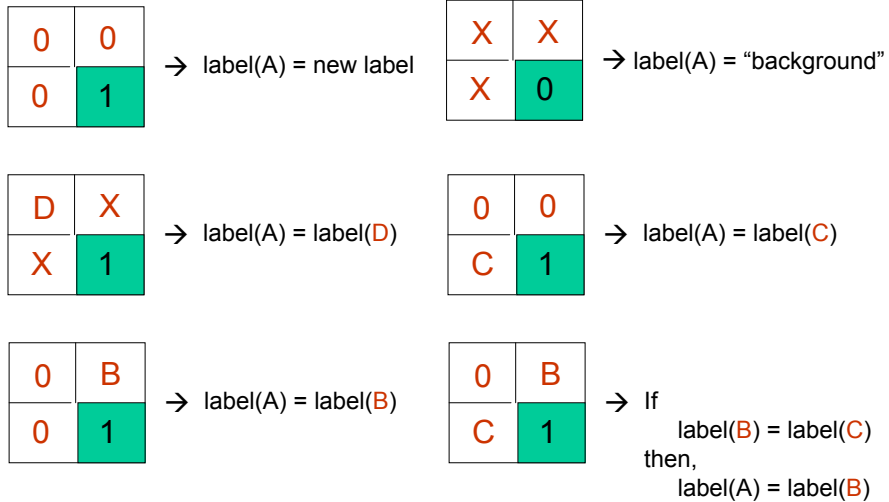 0 0
0 1
→ label(A) = new label
X X
X 0
→ label(A) = “background”
D X
X 1
→ label(A) = label(D)
0 0
C 1
→ label(A) = label(C)
0 B
0 1
→ label(A) = label(B)
0 B
C 1
→ If
label(B) = label(C)
then,
label(A) = label(B)